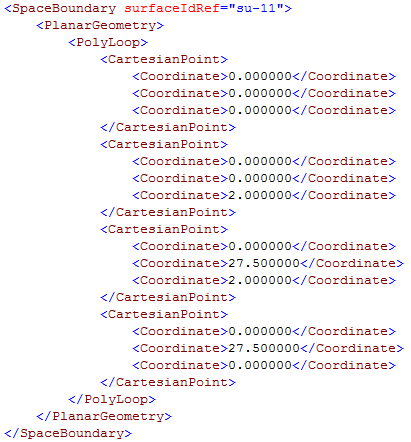 <SpaceBoundary surfaceIdRef="su-11">
<PlanarGeometry>
<PolyLoop>
<CartesianPoint>
<Coordinate>0.000000</Coordinate>
<Coordinate>0.000000</Coordinate>
<Coordinate>0.000000</Coordinate>
</CartesianPoint>
<CartesianPoint>
<Coordinate>0.000000</Coordinate>
<Coordinate>0.000000</Coordinate>
<Coordinate>2.000000</Coordinate>
</CartesianPoint>
<CartesianPoint>
<Coordinate>0.000000</Coordinate>
<Coordinate>27.500000</Coordinate>
<Coordinate>2.000000</Coordinate>
</CartesianPoint>
<CartesianPoint>
<Coordinate>0.000000</Coordinate>
<Coordinate>27.500000</Coordinate>
<Coordinate>0.000000</Coordinate>
</CartesianPoint>
</PolyLoop>
</PlanarGeometry>
</SpaceBoundary>